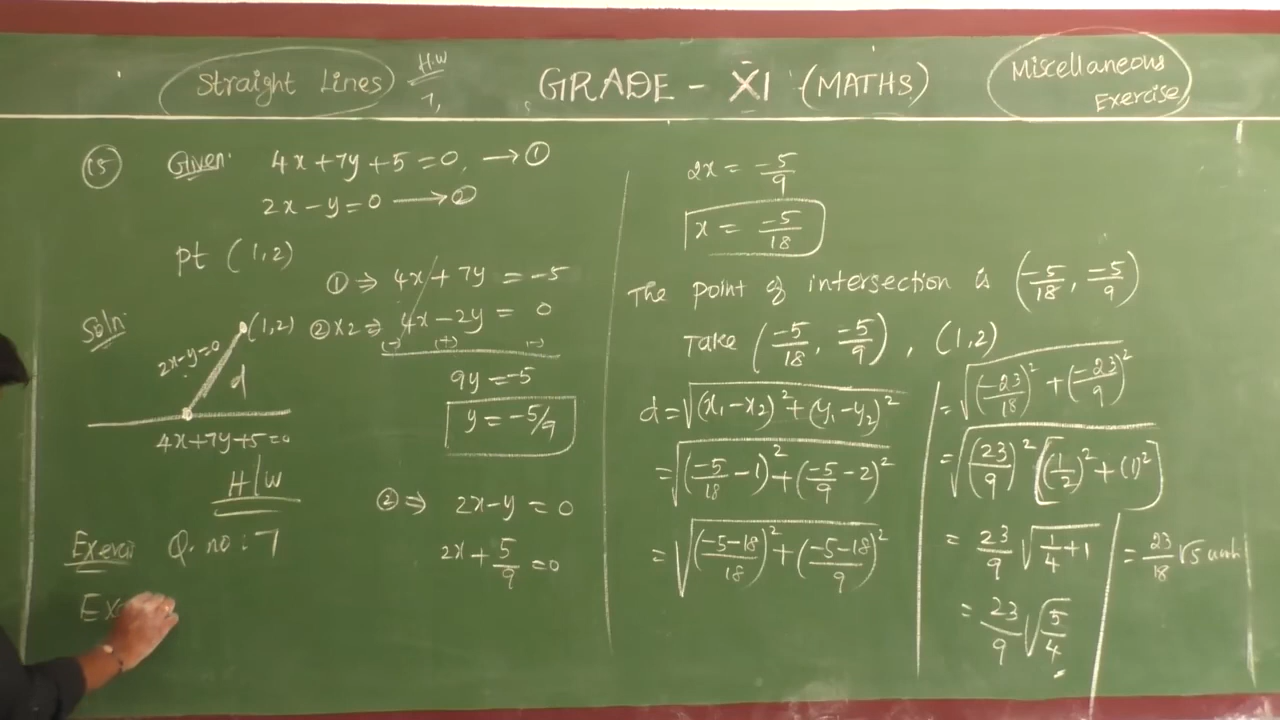 Straight Lines
H.W
7,
GRADE - XI (MATHS)
Miscellaneous
Exercise
(15) Given: 4x + 7y + 5 = 0, → ①
2x - y = 0 → ②
pt (1,2)
Soln:
(1,2)
2x-y=0
d
4x+7y+5=0
① ⇒ 4x + 7y = -5
②x2 ⇒ 4x - 2y = 0
(-) (+) (-)
9y = -5
y = -5/9
② ⇒ 2x - y = 0
2x + 5/9 = 0
H/W
Q. no: 7
Ex
2x = -5/9
x = -5/18
The point of intersection is (-5/18, -5/9)
Take (-5/18, -5/9), (1,2)
d = √((x₁-x₂)² + (y₁-y₂)²)
= √((-5/18 - 1)² + (-5/9 - 2)²)
= √(((-5-18)/18)² + ((-5-18)/9)²)
= √((-23/18)² + (-23/9)²)
= √((23/9)² [(1/2)² + (1)²]
= 23/9 √(1/4 + 1)
= 23/9 √(5/4)
= 23/18 √5